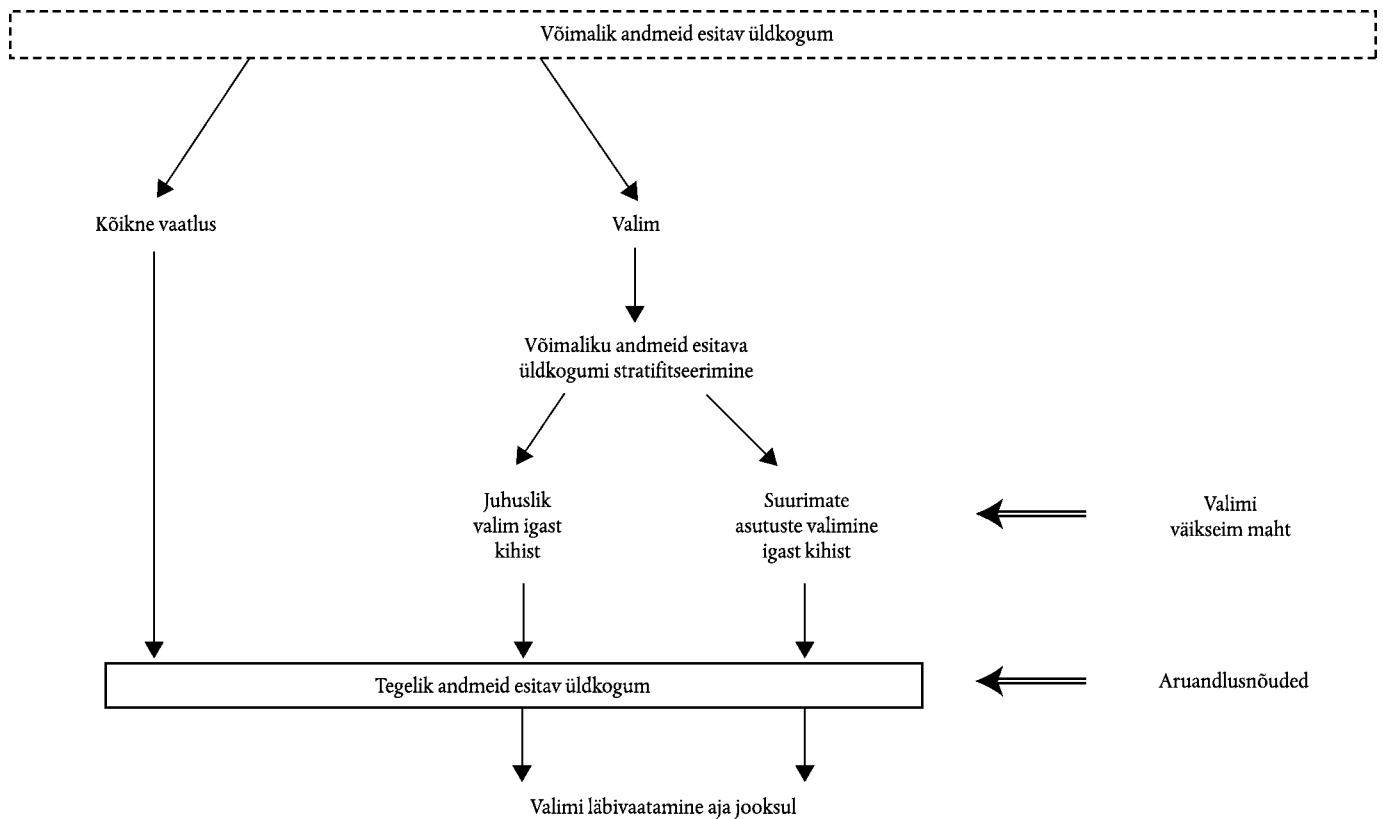 Võimalik andmeid esitav üldkogum
Kõikne vaatlus
Valim
Võimaliku andmeid esitava
üldkogumi stratifitseerimine
Juhuslik
valim igast
kihist
Suurimate
asutuste valimine
igast kihist
Valimi
väikseim maht
Tegelik andmeid esitav üldkogum
Aruandlusnõuded
Valimi läbivaatamine aja jooksul